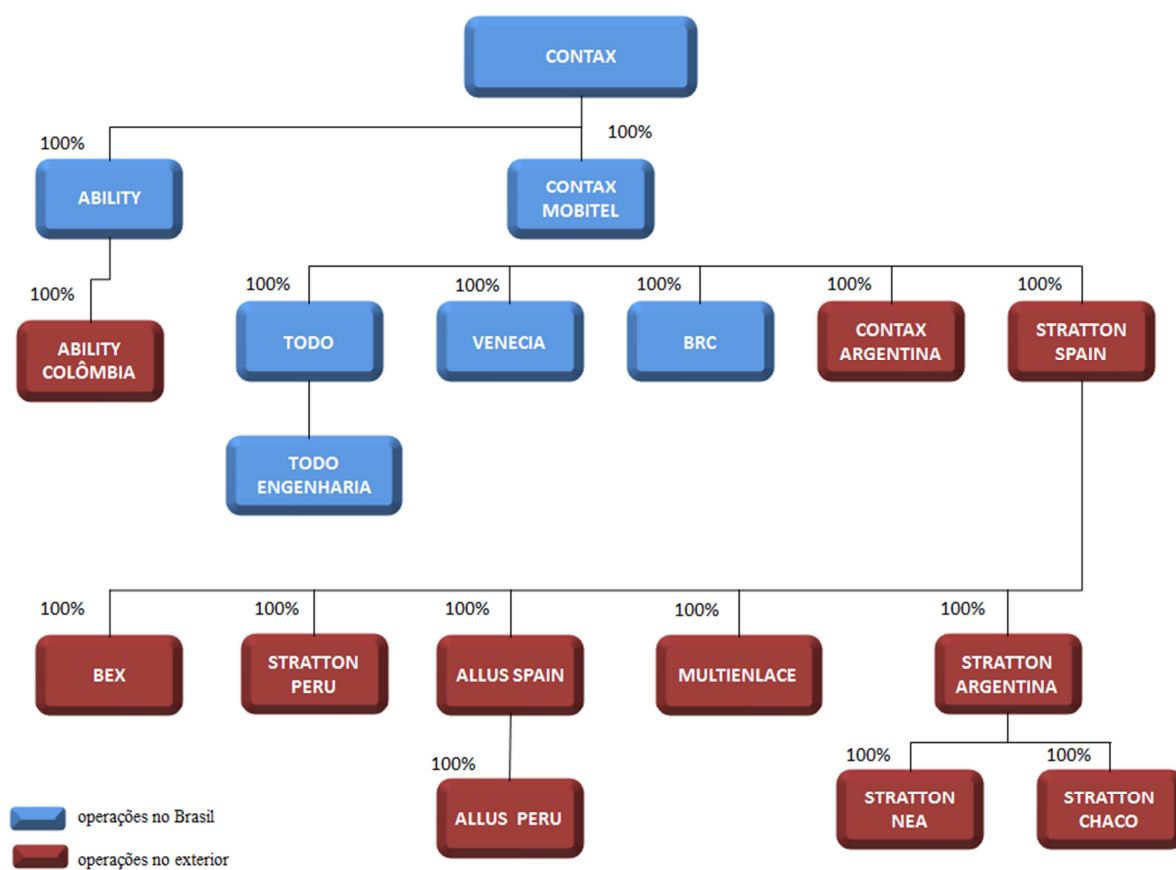 CONTAX
100%
100%
ABILITY
CONTAX
MOBITEL
100%
100%
100%
100%
100%
100%
ABILITY
COLÔMBIA
TODO
VENECIA
BRC
CONTAX
ARGENTINA
STRATTON
SPAIN
TODO
ENGENHARIA
100%
100%
100%
100%
100%
BEX
STRATTON
PERU
ALLUS SPAIN
MULTIENLACE
STRATTON
ARGENTINA
100%
100%
100%
ALLUS PERU
STRATTON
NEA
STRATTON
CHACO
operações no Brasil
operações no exterior